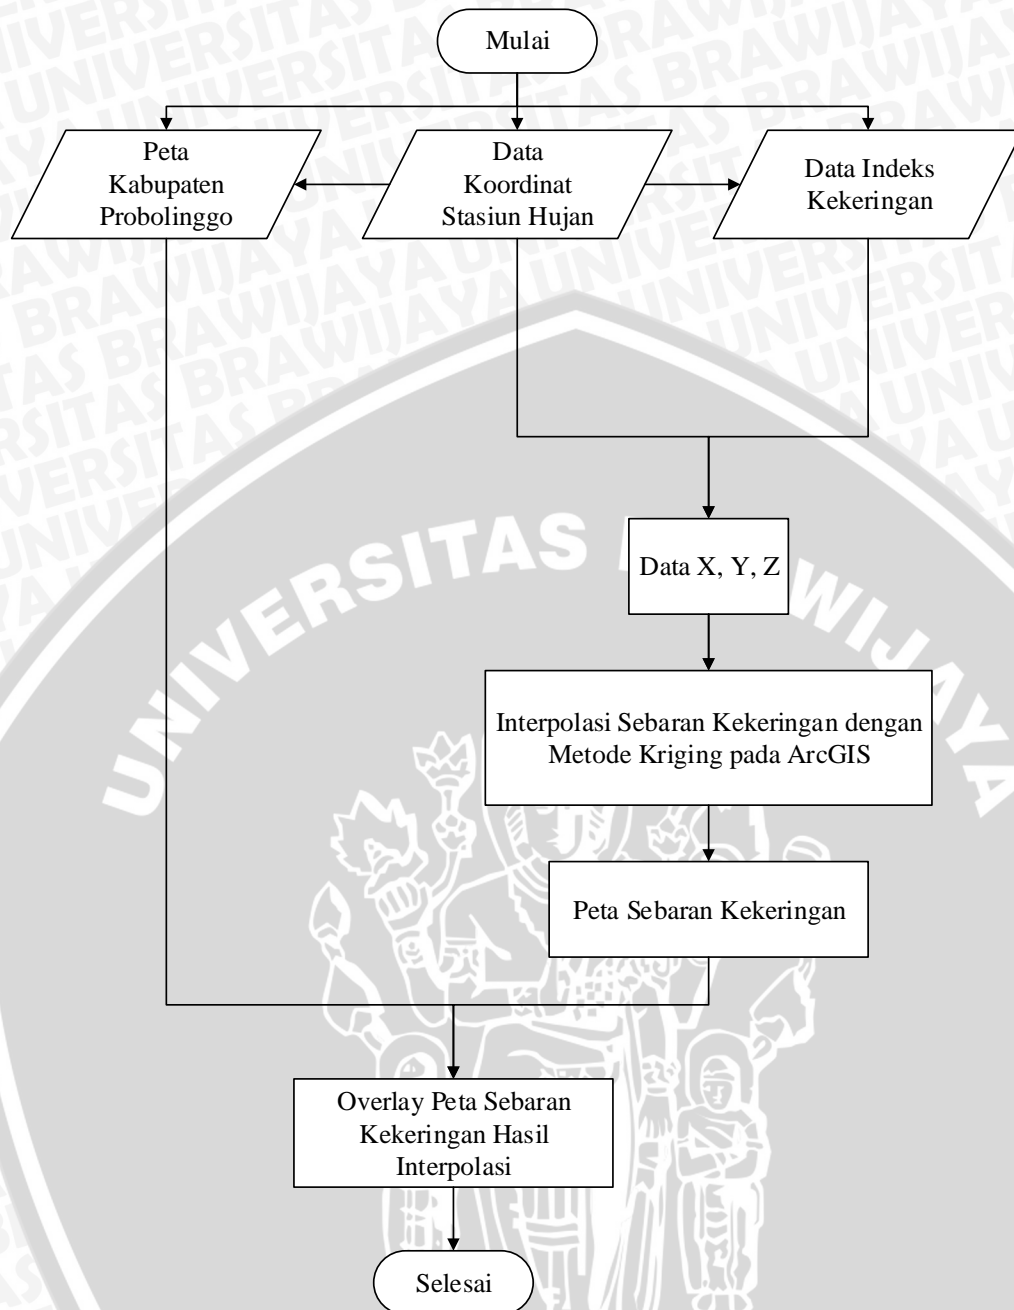 Mulai
Peta
Kabupaten
Probolinggo
Data
Koordinat
Stasiun Hujan
Data Indeks
Kekeringan
Data X, Y, Z
Interpolasi Sebaran Kekeringan dengan
Metode Kriging pada ArcGIS
Peta Sebaran Kekeringan
Overlay Peta Sebaran
Kekeringan Hasil
Interpolasi
Selesai